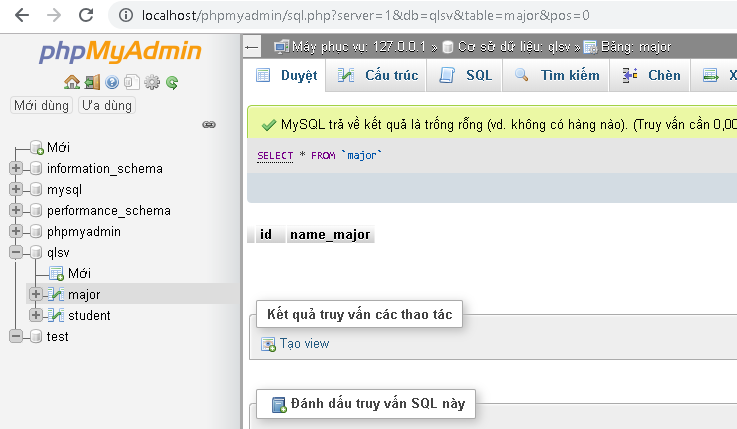 localhost/phpmyadmin/sql.php?server=1&db=qlsv&table=major&pos=0
phpMyAdmin
Máy phục vụ: 127.0.0.1 » Cơ sở dữ liệu: qlsv » Bảng: major
Duyệt Cấu trúc SQL Tìm kiếm Chèn X
Mới dùng Ưa dùng
MySQL trả về kết quả là trống rỗng (vd. không có hàng nào). (Truy vấn cần 0,00
SELECT * FROM `major`
Mới
information_schema
mysql
performance_schema
phpmyadmin
qlsv
Mới
major
student
test
id name_major
Kết quả truy vấn các thao tác
Tạo view
Đánh dấu truy vấn SQL này